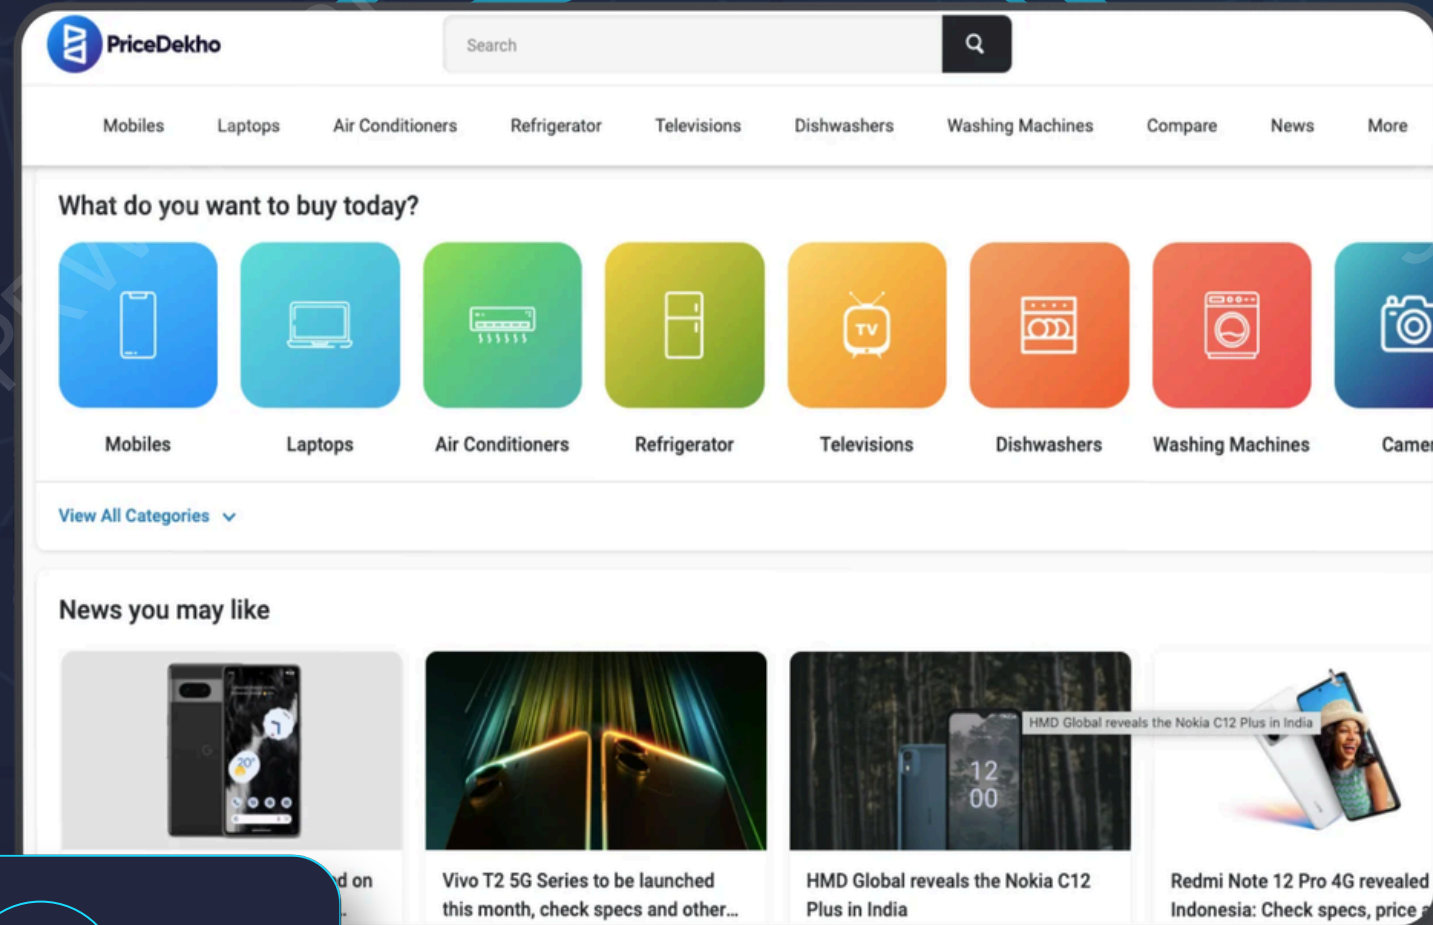 PriceDekho
Search
Mobiles Laptops Air Conditioners Refrigerator Televisions Dishwashers Washing Machines Compare News More
What do you want to buy today?
TV
Mobiles Laptops Air Conditioners Refrigerator Televisions Dishwashers Washing Machines Camer
View All Categories
News you may like
HMD Global reveals the Nokia C12 Plus in India
20°
12
00
d on
..
Vivo T2 5G Series to be launched
this month, check specs and other...
HMD Global reveals the Nokia C12
Plus in India
Redmi Note 12 Pro 4G revealed
Indonesia: Check specs, price